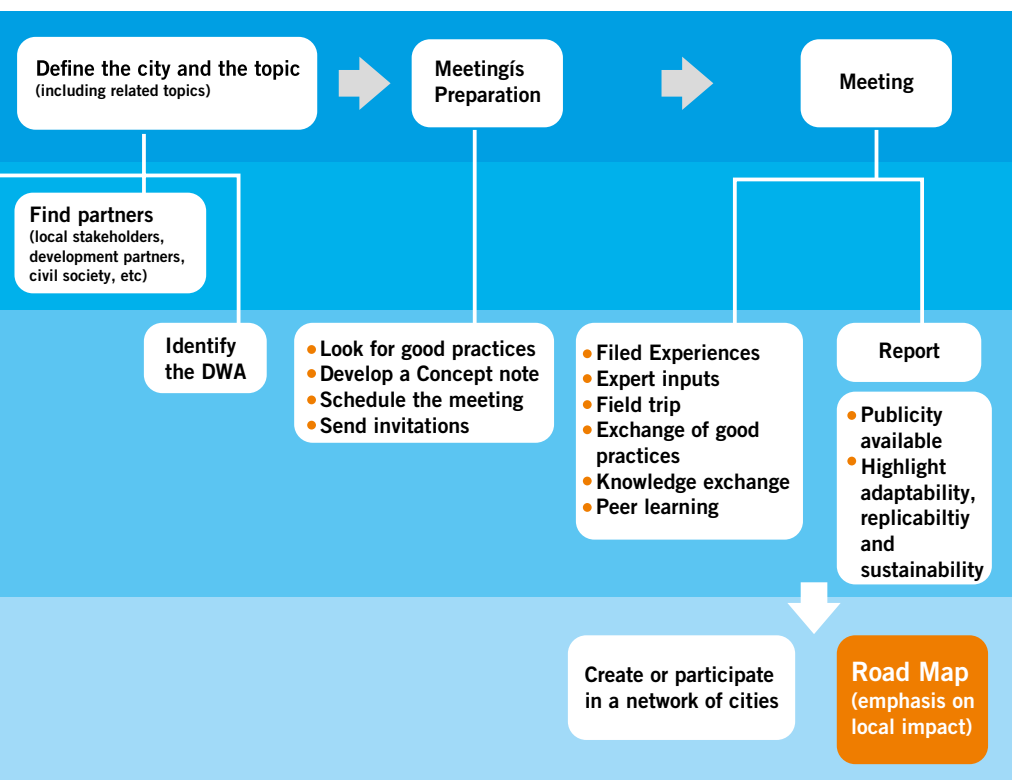 Define the city and the topic
(including related topics)
Meetingís
Preparation
Meeting
Find partners
(local stakeholders,
development partners,
civil society, etc)
Identify
the DWA
• Look for good practices
• Develop a Concept note
• Schedule the meeting
• Send invitations
• Filed Experiences
• Expert inputs
• Field trip
• Exchange of good
practices
• Knowledge exchange
• Peer learning
Report
• Publicity
available
• Highlight
adaptability,
replicabiltiy
and
sustainability
Create or participate
in a network of cities
Road Map
(emphasis on
local impact)